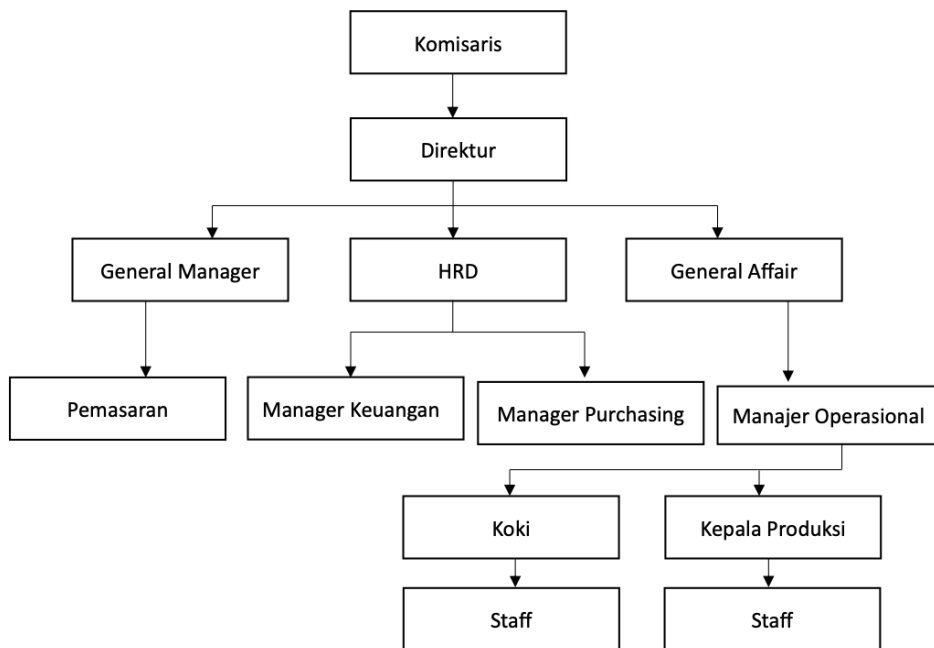 Komisaris
Direktur
General Manager
HRD
General Affair
Pemasaran
Manager Keuangan
Manager Purchasing
Manajer Operasional
Koki
Kepala Produksi
Staff
Staff